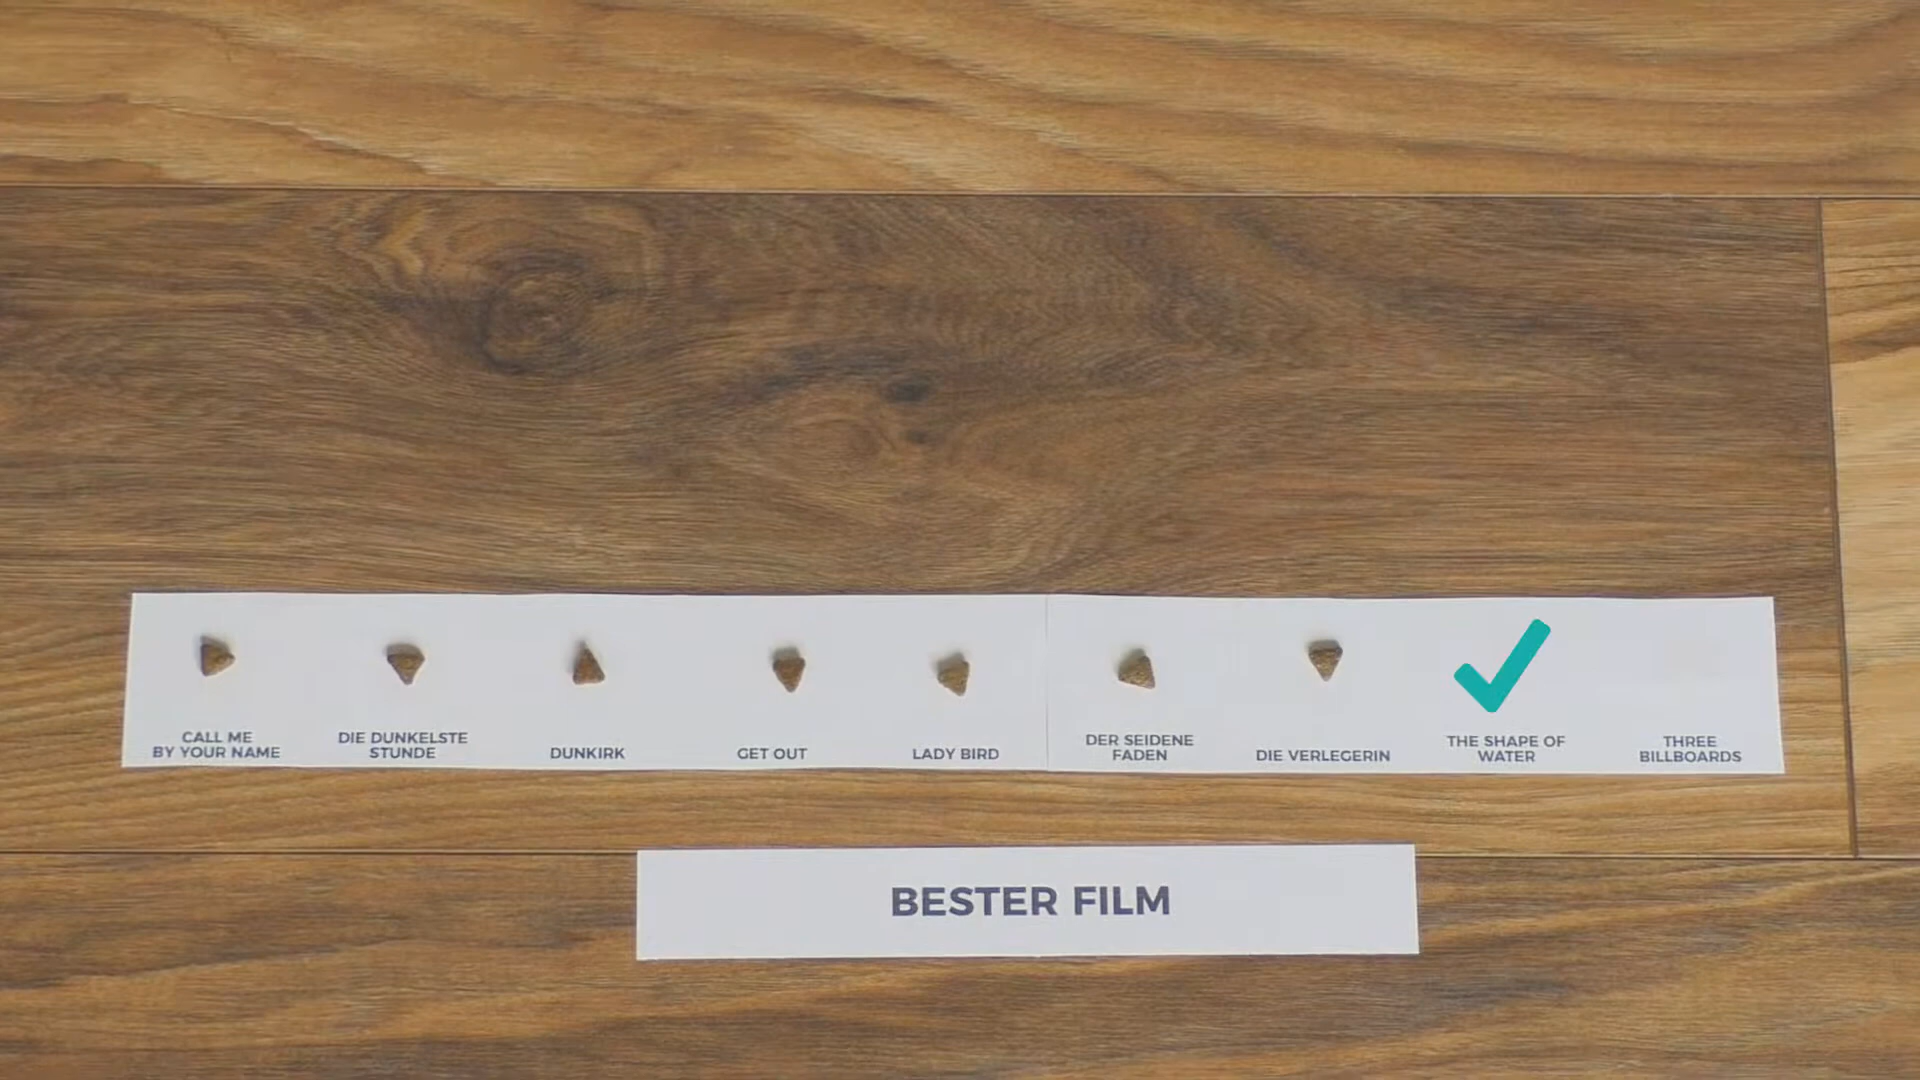 CALL ME
BY YOUR NAME
DIE DUNKELSTE
STUNDE
DUNKIRK
GET OUT
LADY BIRD
DER SEIDENE
FADEN
DIE VERLEGERIN
THE SHAPE OF
WATER
THREE
BILLBOARDS
BESTER FILM